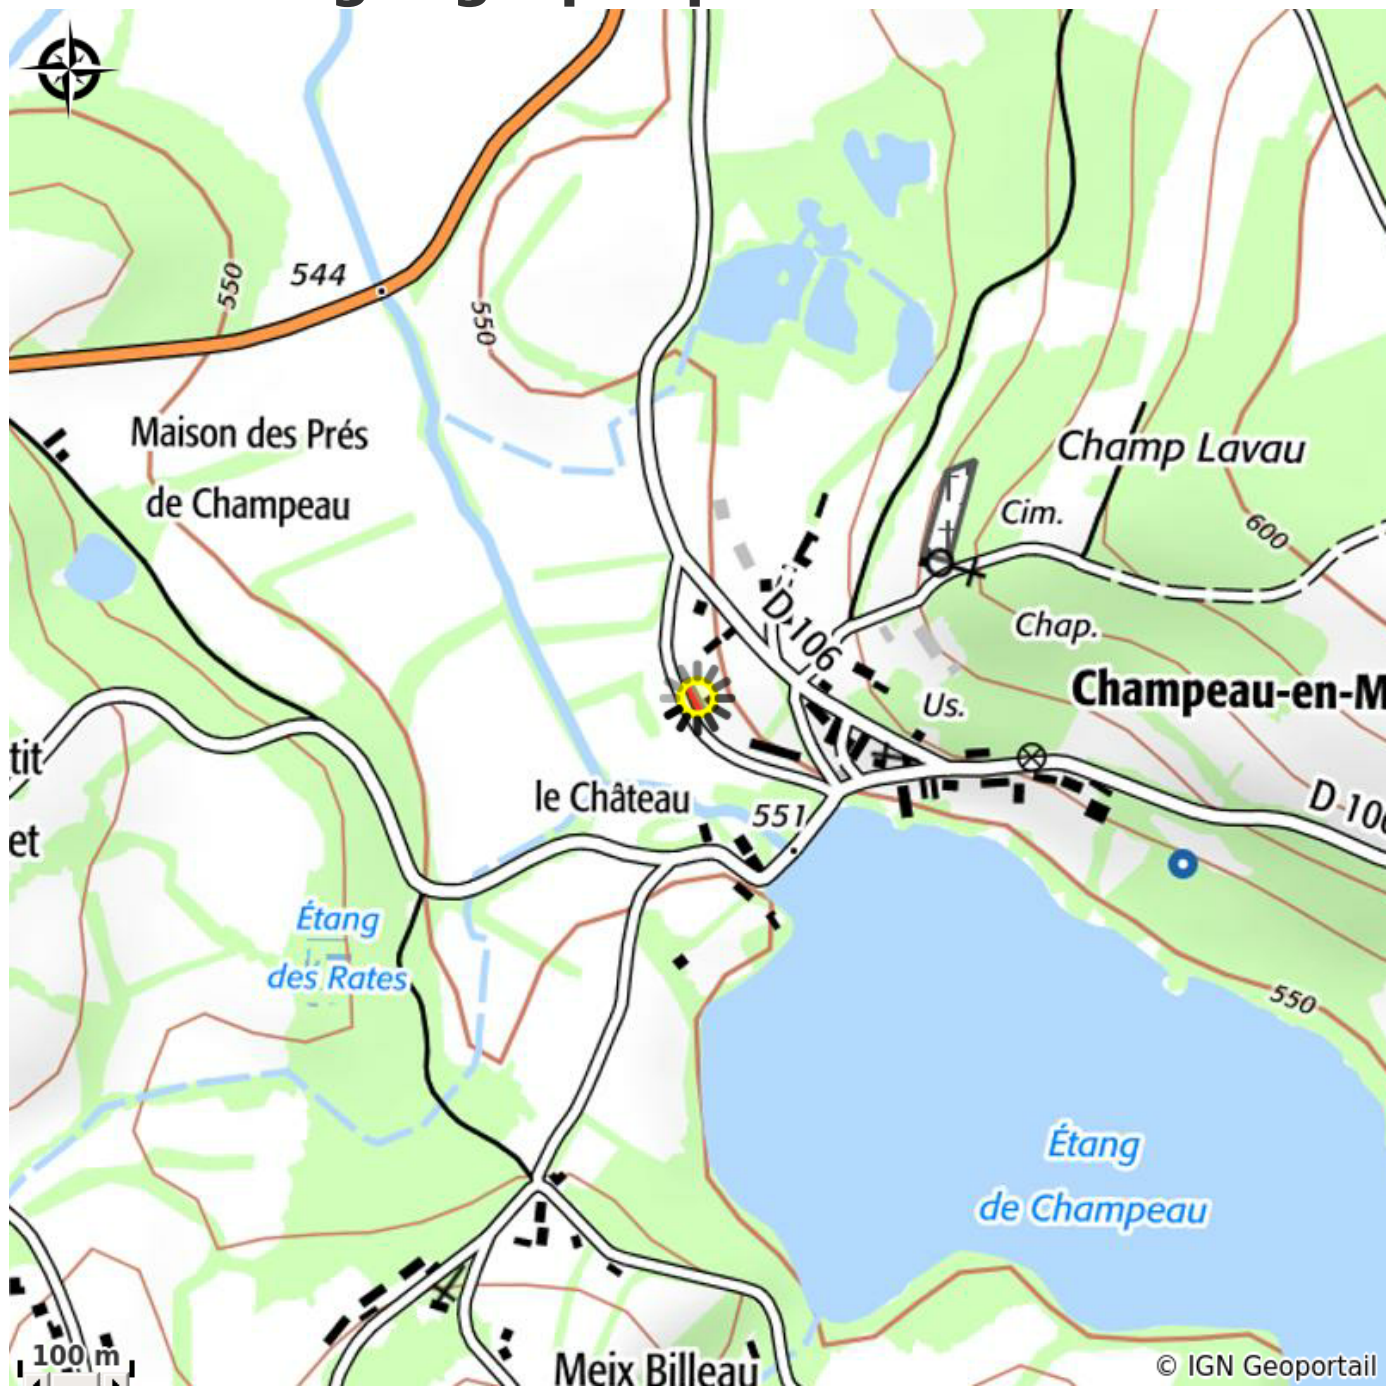 544
550
550
Maison des Prés
de Champeau
Champ Lavau
Cim.
600
D 106
Chap.
Champeau-en-M
Us.
tit
et
le Château
551
D 10
Étang
des Rates
550
Étang
de Champeau
Meix Billeau
100 m
© IGN Geoportail